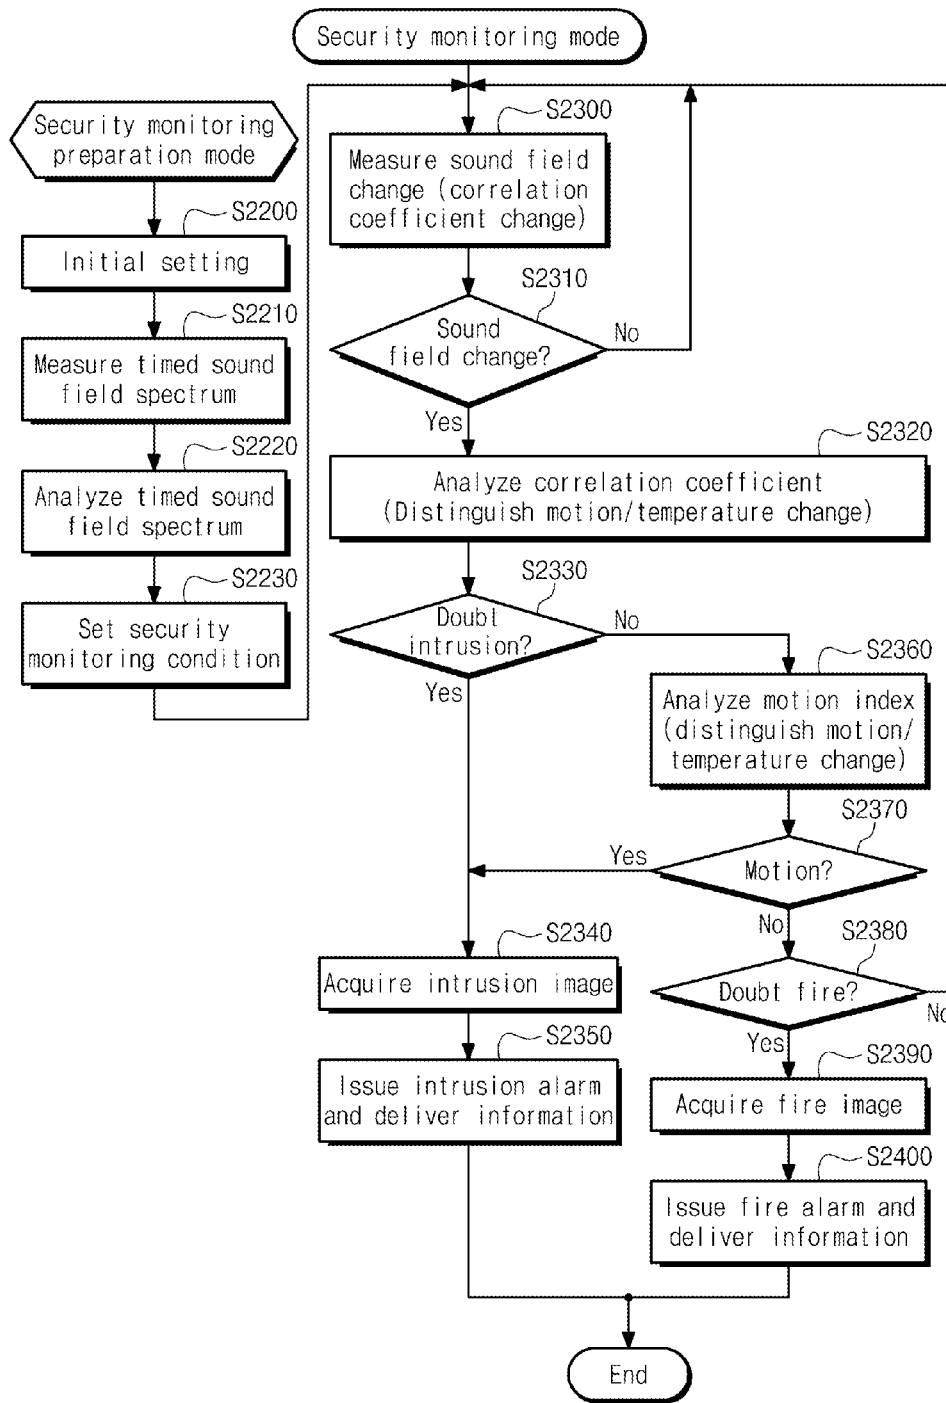 Security monitoring mode
Security monitoring
preparation mode
S2200
Initial setting
S2210
Measure timed sound
field spectrum
S2220
Analyze timed sound
field spectrum
S2230
Set security
monitoring condition
S2300
Measure sound field
change (correlation
coefficient change)
S2310
Sound
field change?
No
Yes
S2320
Analyze correlation coefficient
(Distinguish motion/temperature change)
S2330
Doubt
intrusion?
No
Yes
S2360
Analyze motion index
(distinguish motion/
temperature change)
S2370
Motion?
Yes
No
S2340
Acquire intrusion image
S2350
Issue intrusion alarm
and deliver information
S2380
Doubt fire?
No
Yes
S2390
Acquire fire image
S2400
Issue fire alarm and
deliver information
End